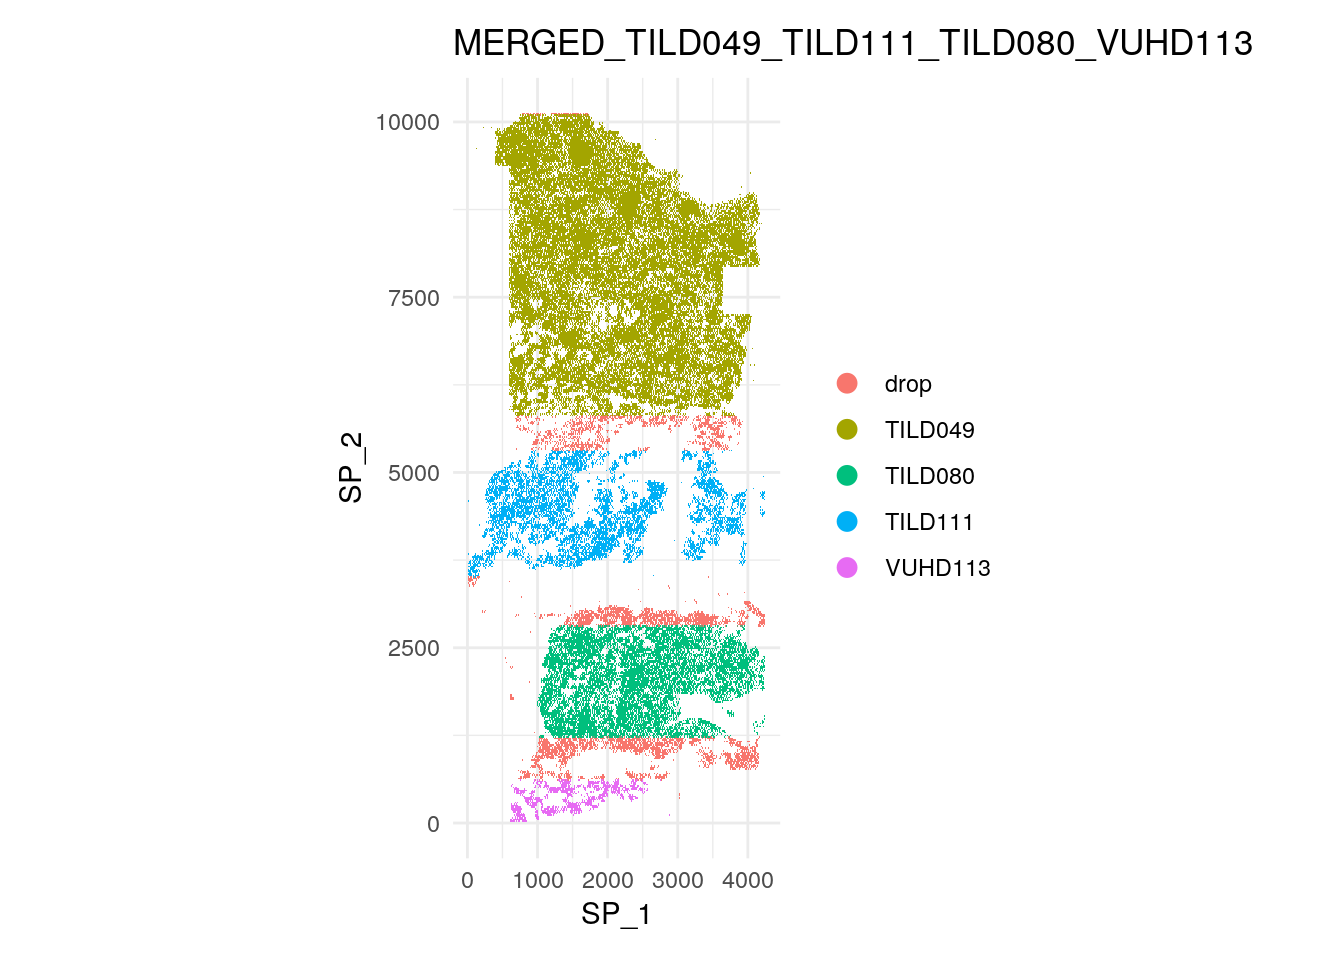 MERGED_TILD049_TILD111_TILD080_VUHD113
10000
7500
5000
2500
0
SP_2
0 1000 2000 3000 4000
SP_1
drop
TILD049
TILD080
TILD111
VUHD113